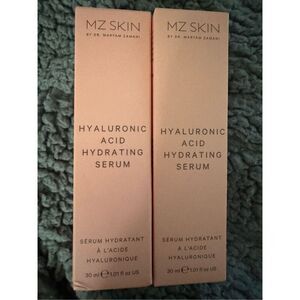 MZ SKIN
BY DR. MARYAM ZAMANI
HYALURONIC
ACID
HYDRATING
SERUM
SÉRUM HYDRATANT
À L'ACIDE
HYALURONIQUE
30 ml ℮ 1.01 fl oz US
MZ SKIN
BY DR. MARYAM ZAMANI
HYALURONIC
ACID
HYDRATING
SERUM
SÉRUM HYDRATANT
À L'ACIDE
HYALURONIQUE
30 ml ℮ 1.01 fl oz US